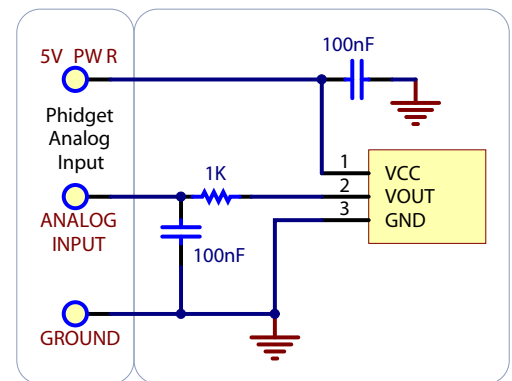 100nF
5V PWR
Phidget
Analog
Input
1 VCC
1K
2 VOUT
3 GND
ANALOG
INPUT
100nF
GROUND